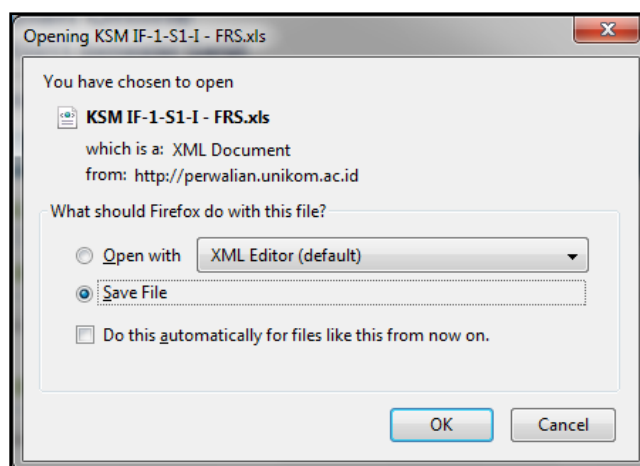 Opening KSM IF-1-S1-I - FRS.xls
You have chosen to open
KSM IF-1-S1-I - FRS.xls
which is a: XML Document
from: http://perwalian.unikom.ac.id
What should Firefox do with this file?
Open with XML Editor (default)
Save File
Do this automatically for files like this from now on.
OK Cancel